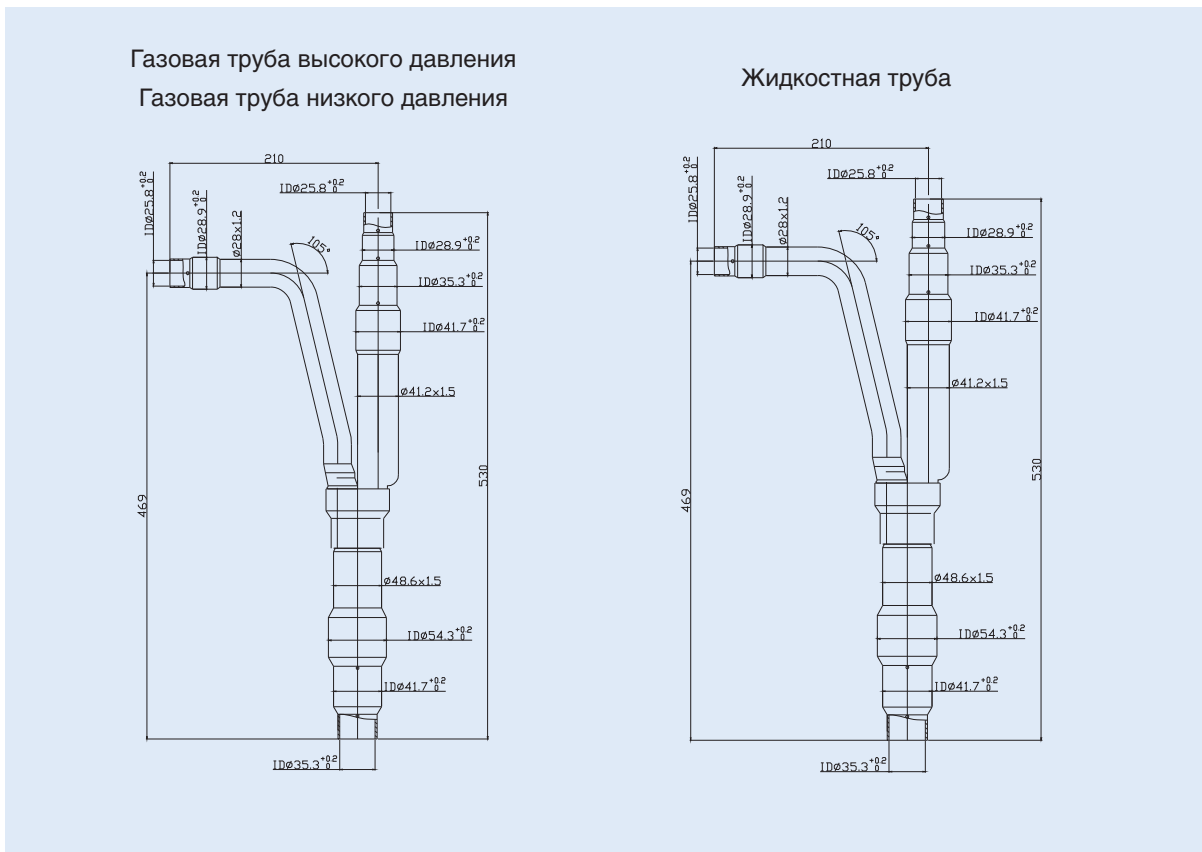 Газовая труба высокого давления
Газовая труба низкого давления
210
IDø25.8 +0.2 0
IDø25.8 +0.2 0
IDø28.9 +0.2 0
ø28x1.2
105°
IDø28.9 +0.2 0
IDø35.3 +0.2 0
IDø41.7 +0.2 0
ø41.2x1.5
469
530
ø48.6x1.5
IDø54.3 +0.2 0
IDø41.7 +0.2 0
IDø35.3 +0.2 0
Жидкостная труба
210
IDø25.8 +0.2 0
IDø25.8 +0.2 0
IDø28.9 +0.2 0
ø28x1.2
105°
IDø28.9 +0.2 0
IDø35.3 +0.2 0
IDø41.7 +0.2 0
ø41.2x1.5
469
530
ø48.6x1.5
IDø54.3 +0.2 0
IDø41.7 +0.2 0
IDø35.3 +0.2 0